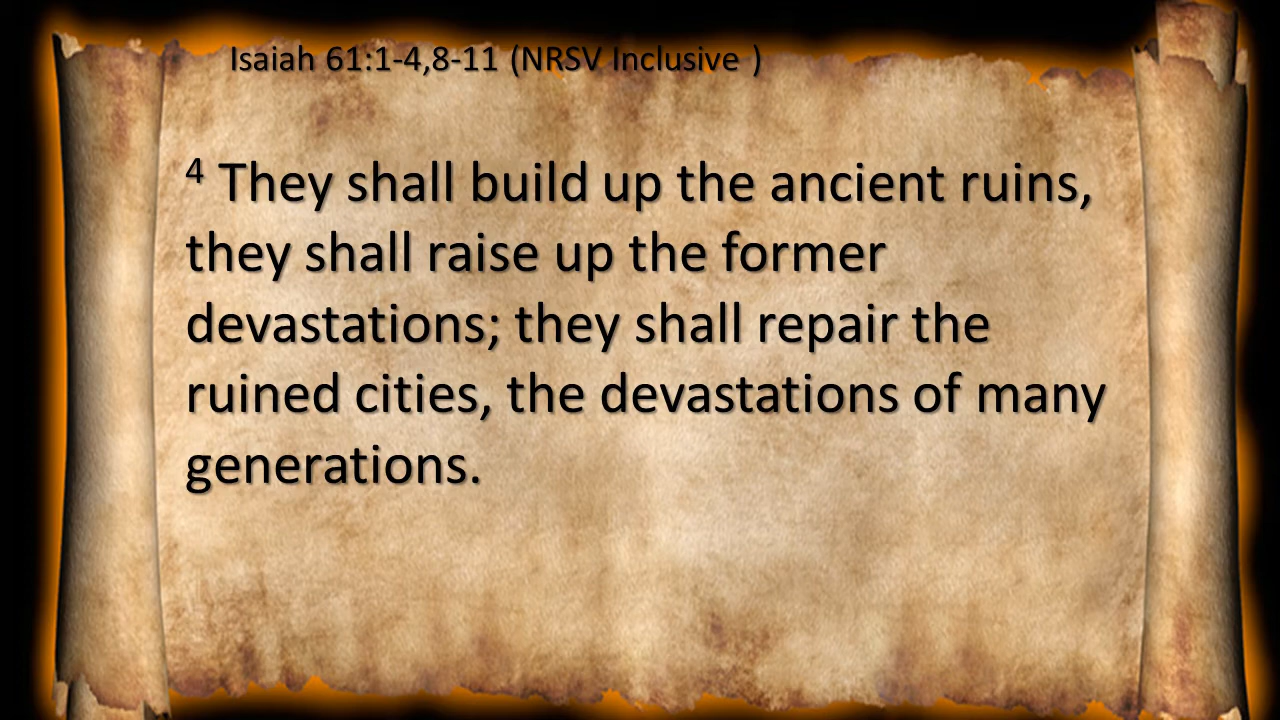 Isaiah 61:1-4,8-11 (NRSV Inclusive )
4 They shall build up the ancient ruins,
they shall raise up the former
devastations; they shall repair the
ruined cities, the devastations of many
generations.